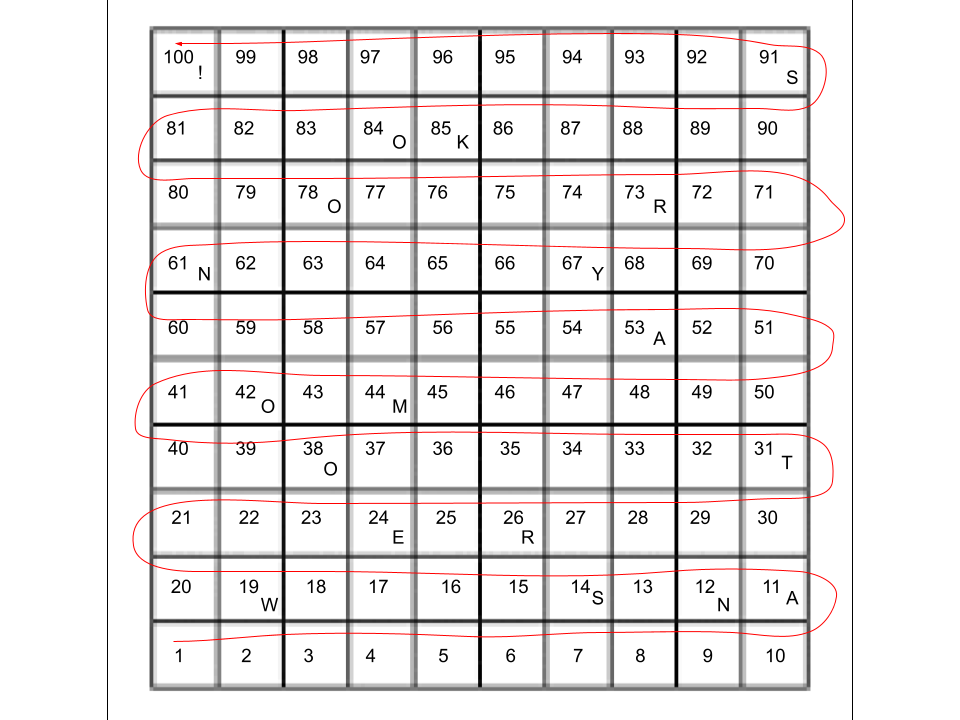 100 ! 99 98 97 96 95 94 93 92 91 S
81 82 83 84 O 85 K 86 87 88 89 90
80 79 78 O 77 76 75 74 73 R 72 71
61 N 62 63 64 65 66 67 Y 68 69 70
60 59 58 57 56 55 54 53 A 52 51
41 42 O 43 44 M 45 46 47 48 49 50
40 39 38 O 37 36 35 34 33 32 31 T
21 22 23 24 E 25 26 R 27 28 29 30
20 19 W 18 17 16 15 14 S 13 12 N 11 A
1 2 3 4 5 6 7 8 9 10